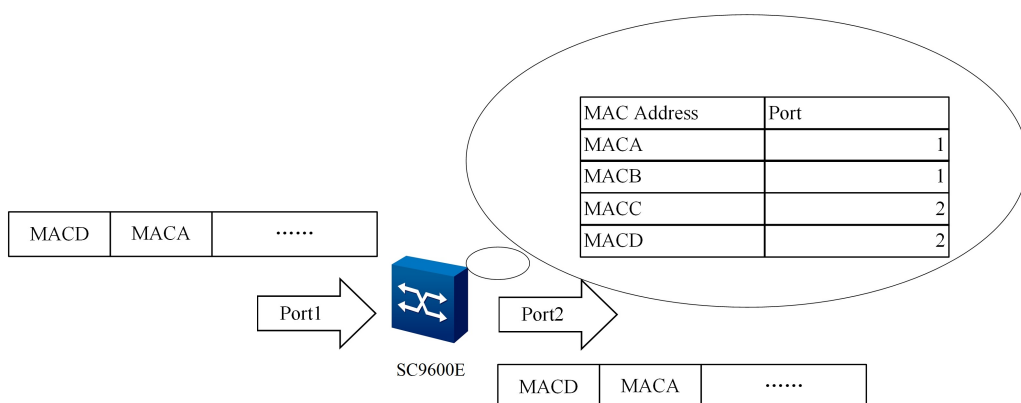 MAC Address Port
MACA 1
MACB 1
MACC 2
MACD 2
MACD MACA ······
Port1
Port2
SC9600E
MACD MACA ······